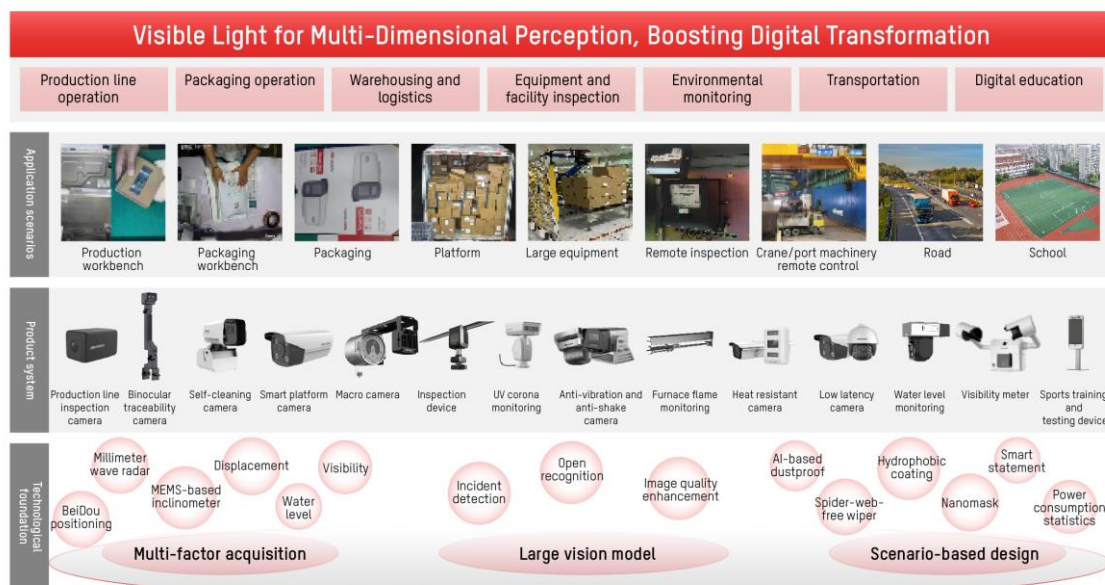 Visible Light for Multi-Dimensional Perception, Boosting Digital Transformation
Production line
operation
Packaging operation
Warehousing and
logistics
Equipment and
facility inspection
Environmental
monitoring
Transportation
Digital education
Application scenarios
Production
workbench
Packaging
workbench
Packaging
Platform
Large equipment
Remote inspection
Crane/port machinery
remote control
Road
School
Product system
Production line
inspection
camera
Binocular
traceability
camera
Self-cleaning
camera
Smart platform
camera
Macro camera
Inspection
device
UV corona
monitoring
Anti-vibration and
anti-shake
camera
Furnace flame
monitoring
Heat resistant
camera
Low latency
camera
Water level
monitoring
Visibility meter
Sports training
and
testing device
Technological
foundation
BeiDou
positioning
Millimeter
wave radar
MEMS-based
inclinometer
Displacement
Water
level
Visibility
Multi-factor acquisition
Incident
detection
Open
recognition
Image quality
enhancement
Large vision model
AI-based
dustproof
Spider-web-
free wiper
Hydrophobic
coating
Nanomask
Smart
statement
Power
consumption
statistics
Scenario-based design